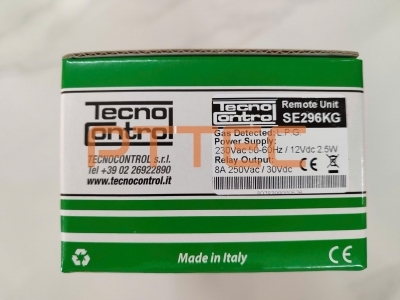 Tecno
Control
TECNOCONTROL s.r.l.
Tel +39 02 26922890
www.tecnocontrol.it
Tecno
Control
Remote Unit
SE296KG
Gas Detected: L.P.G.
Power Supply:
230Vac 50-60Hz / 12Vdc 2.5W
Relay Output:
8A 250Vac / 30Vdc
PTTEC
Made in Italy
CE